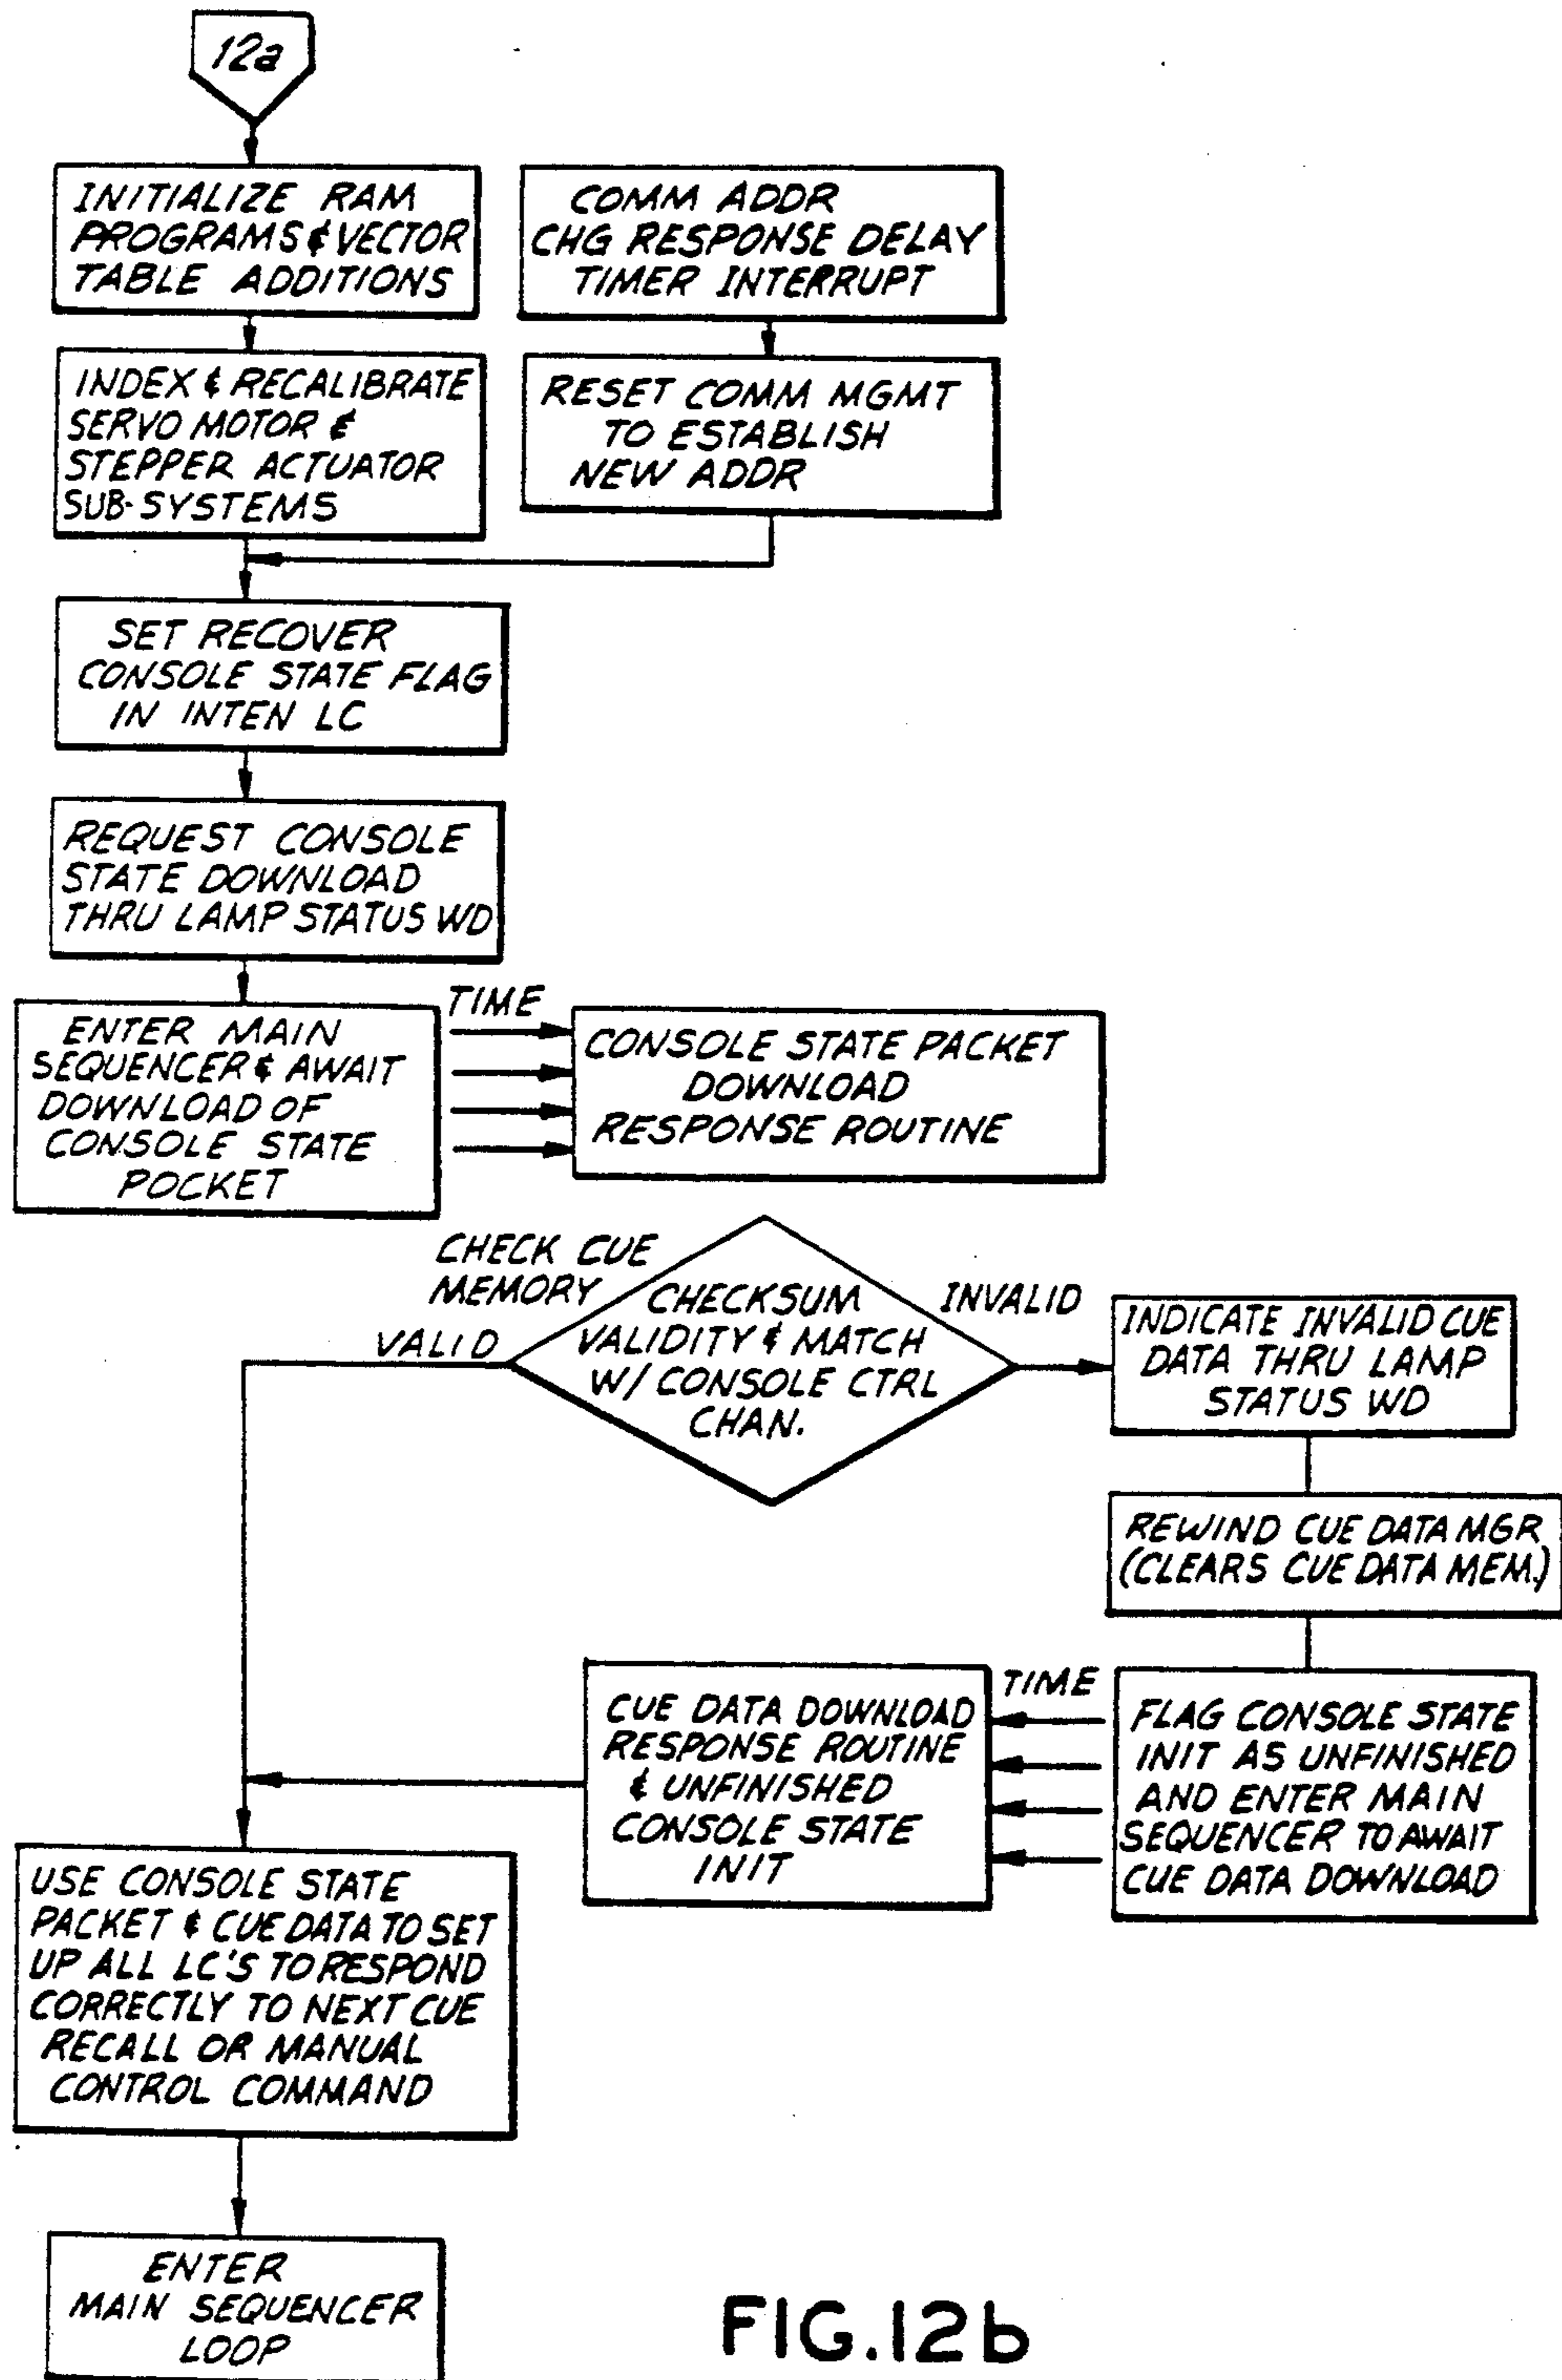 12a
INITIALIZE RAM
PROGRAMS & VECTOR
TABLE ADDITIONS
COMM ADDR
CHG RESPONSE DELAY
TIMER INTERRUPT
INDEX & RECALIBRATE
SERVO MOTOR &
STEPPER ACTUATOR
SUB-SYSTEMS
RESET COMM MGMT
TO ESTABLISH
NEW ADDR
SET RECOVER
CONSOLE STATE FLAG
IN INTEN LC
REQUEST CONSOLE
STATE DOWNLOAD
THRU LAMP STATUS WD
ENTER MAIN
SEQUENCER & AWAIT
DOWNLOAD OF
CONSOLE STATE
POCKET
TIME
CONSOLE STATE PACKET
DOWNLOAD
RESPONSE ROUTINE
CHECK CUE
MEMORY
CHECKSUM
VALIDITY & MATCH
W/ CONSOLE CTRL
CHAN.
VALID
INVALID
INDICATE INVALID CUE
DATA THRU LAMP
STATUS WD
REWIND CUE DATA MGR
(CLEARS CUE DATA MEM.)
FLAG CONSOLE STATE
INIT AS UNFINISHED
AND ENTER MAIN
SEQUENCER TO AWAIT
CUE DATA DOWNLOAD
TIME
CUE DATA DOWNLOAD
RESPONSE ROUTINE
& UNFINISHED
CONSOLE STATE
INIT
USE CONSOLE STATE
PACKET & CUE DATA TO SET
UP ALL LC'S TO RESPOND
CORRECTLY TO NEXT CUE
RECALL OR MANUAL
CONTROL COMMAND
ENTER
MAIN SEQUENCER
LOOP
FIG.12b